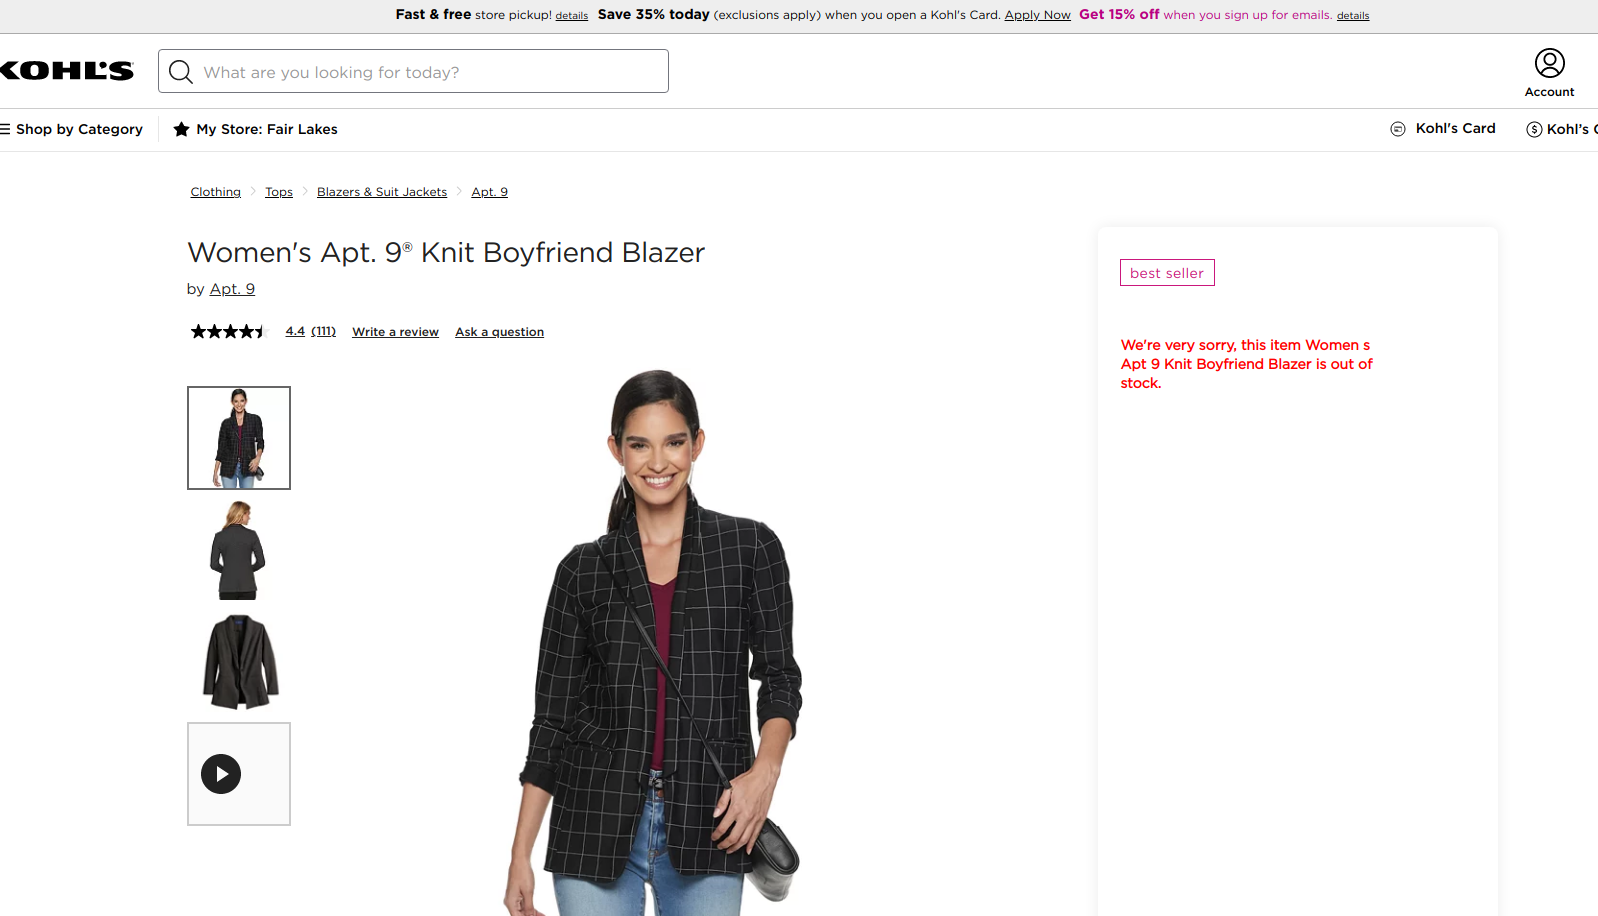 Fast & free store pickup! details Save 35% today (exclusions apply) when you open a Kohl's Card. Apply Now Get 15% off when you sign up for emails. details
KOHL'S
What are you looking for today?
Account
Shop by Category
My Store: Fair Lakes
Kohl's Card
Kohl's
Clothing > Tops > Blazers & Suit Jackets > Apt. 9
Women's Apt. 9® Knit Boyfriend Blazer
by Apt. 9
4.4 (111) Write a review Ask a question
best seller
We're very sorry, this item Women s
Apt 9 Knit Boyfriend Blazer is out of
stock.